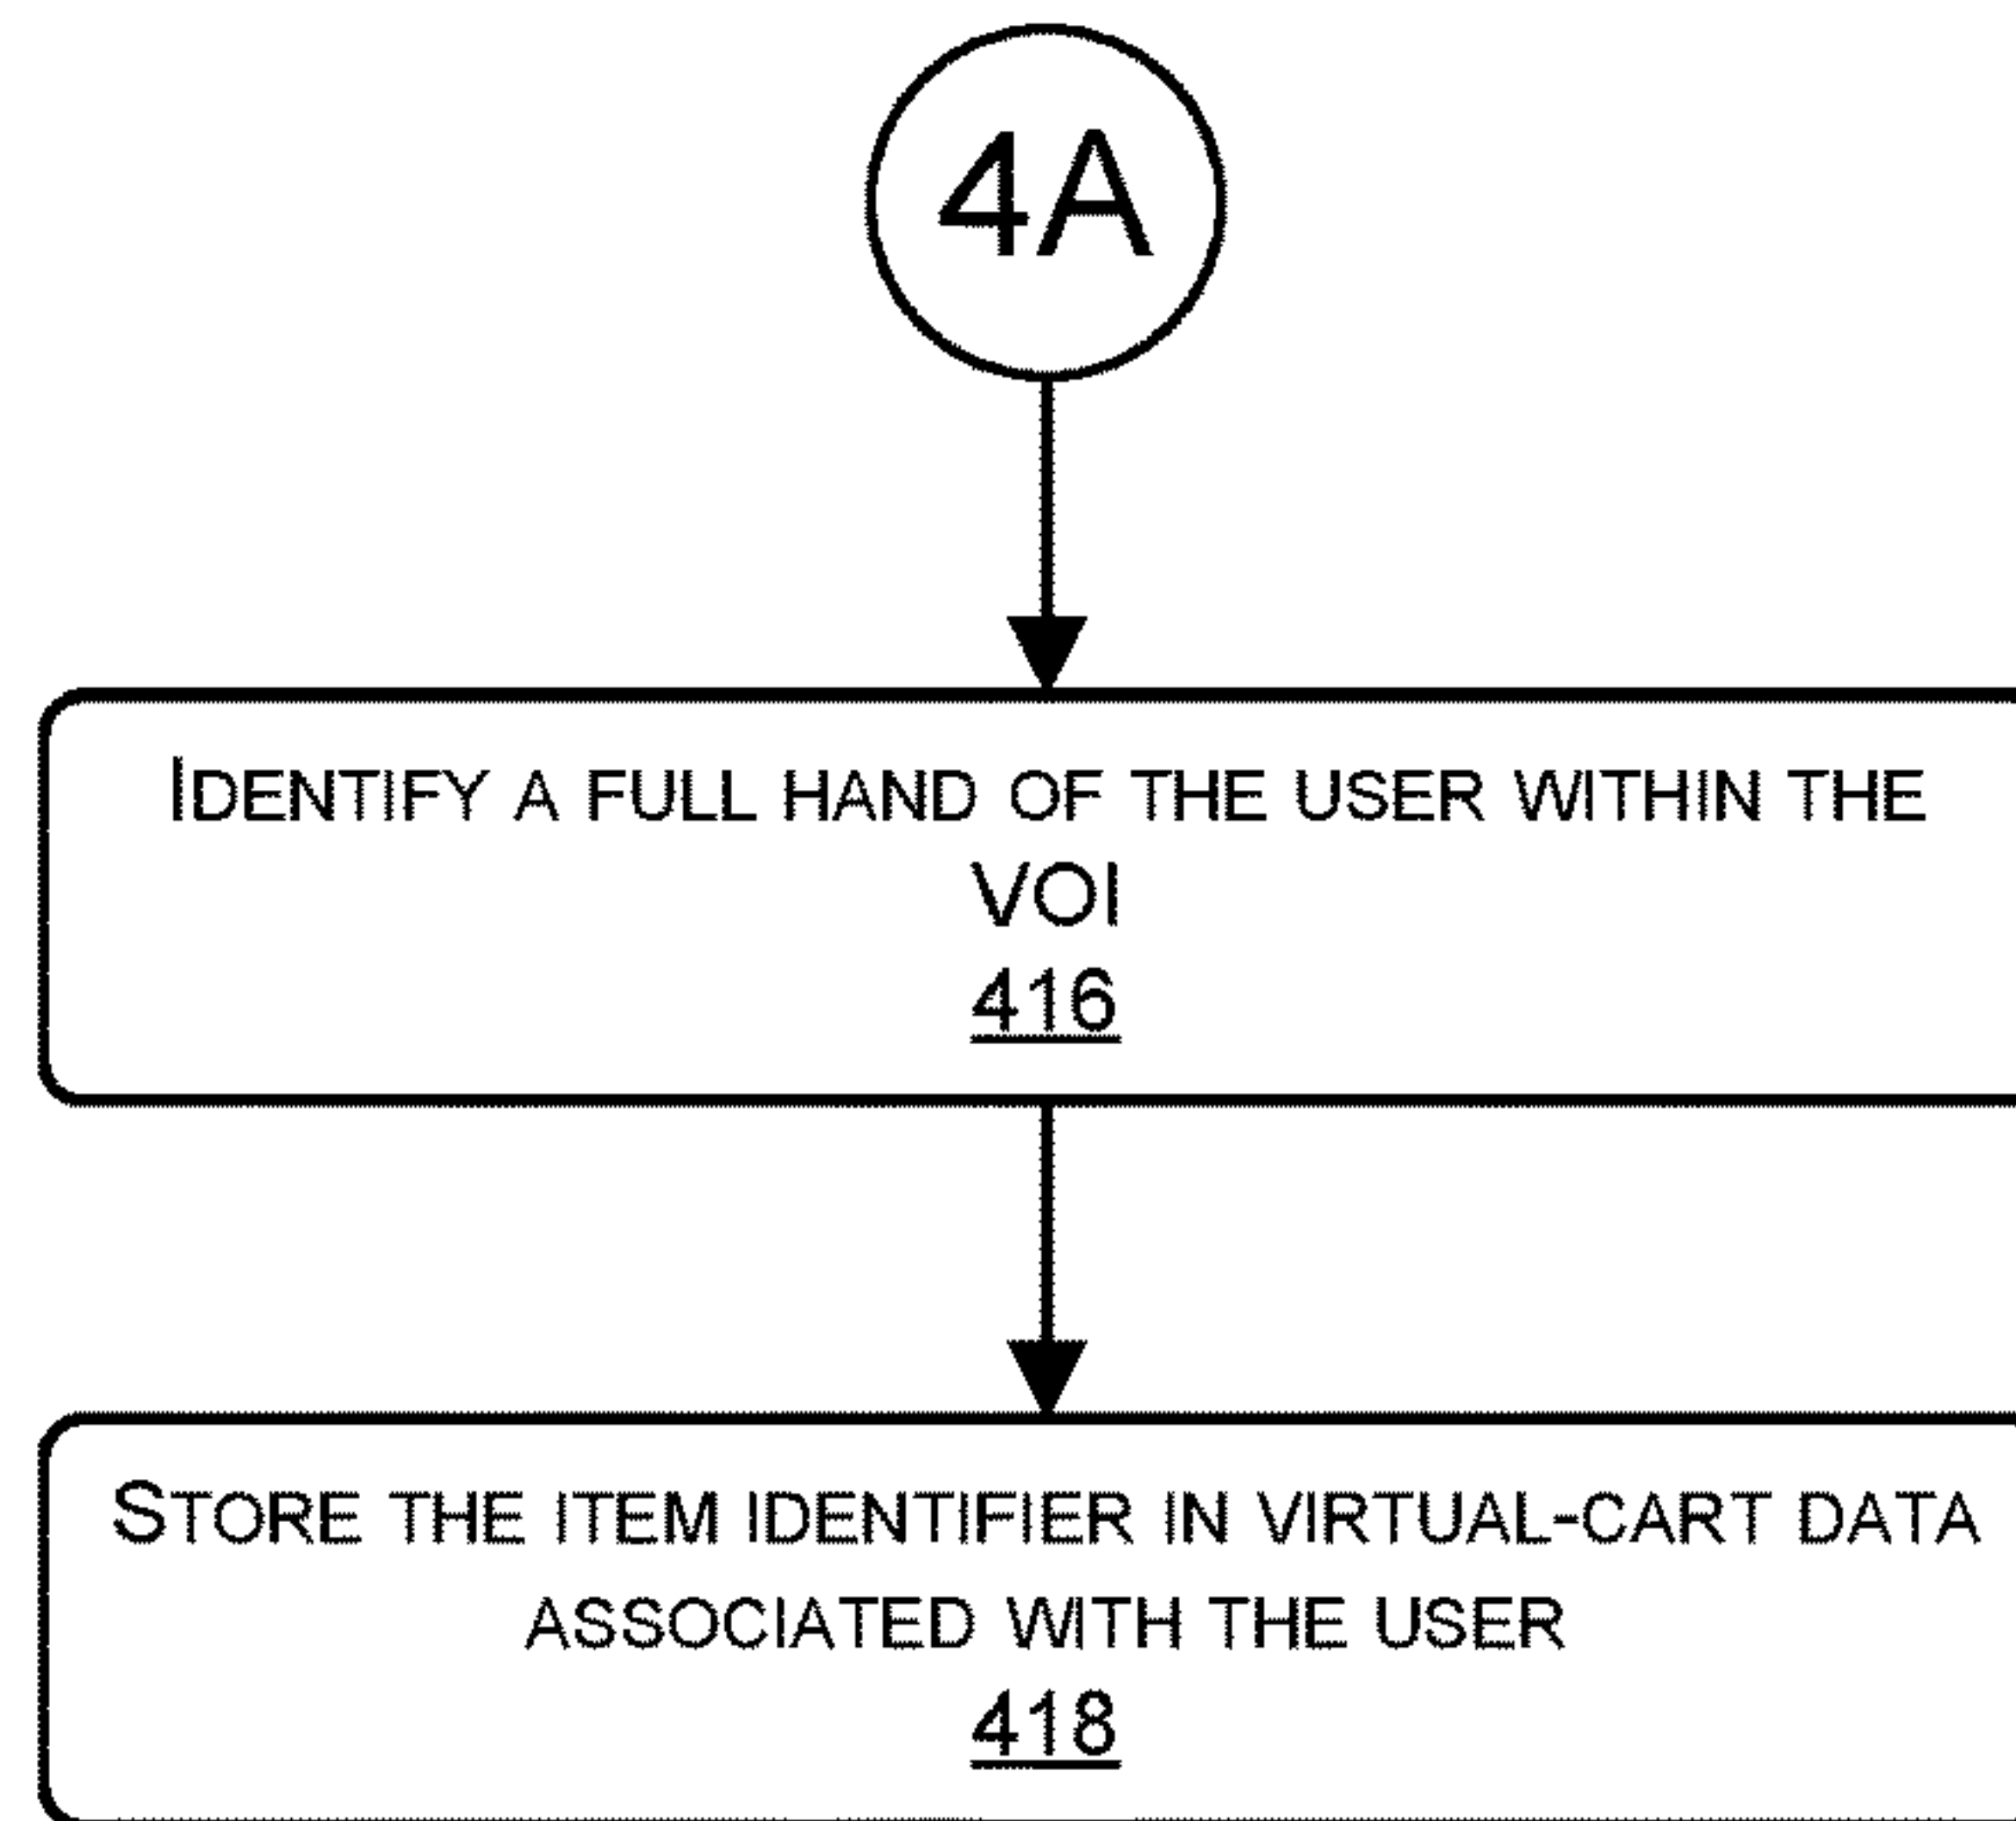 4A
IDENTIFY A FULL HAND OF THE USER WITHIN THE
VOI
416
STORE THE ITEM IDENTIFIER IN VIRTUAL-CART DATA
ASSOCIATED WITH THE USER
418